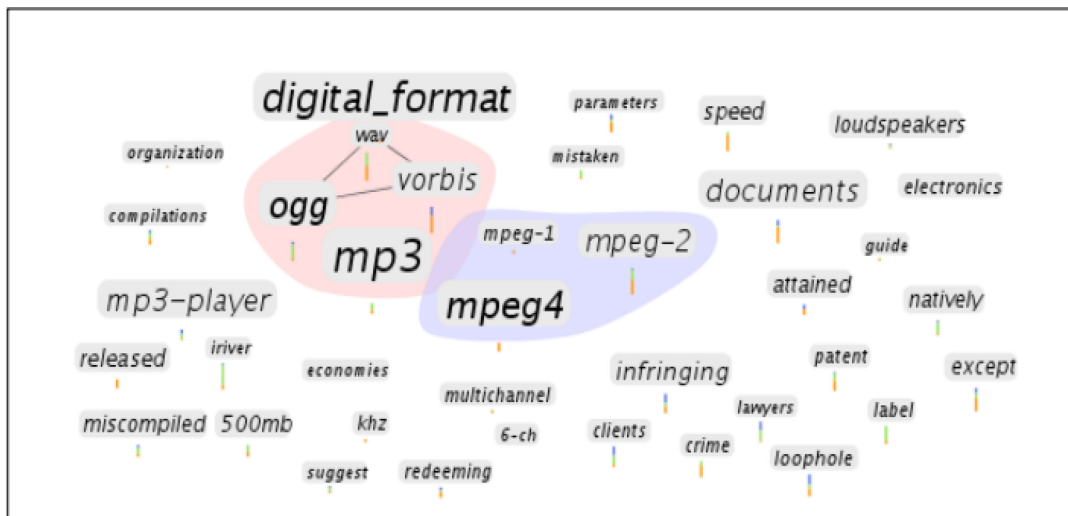 digital_format
parameters
speed
wav
loudspeakers
organization
mistaken
vorbis
documents
electronics
ogg
compilations
mpeg-1
mpeg-2
guide
mp3
mp3-player
mpeg4
attained
natively
released
iriver
economies
infringing
patent
except
multichannel
miscompiled
500mb
khz
6-ch
clients
lawyers
label
crime
loophole
suggest
redeeming